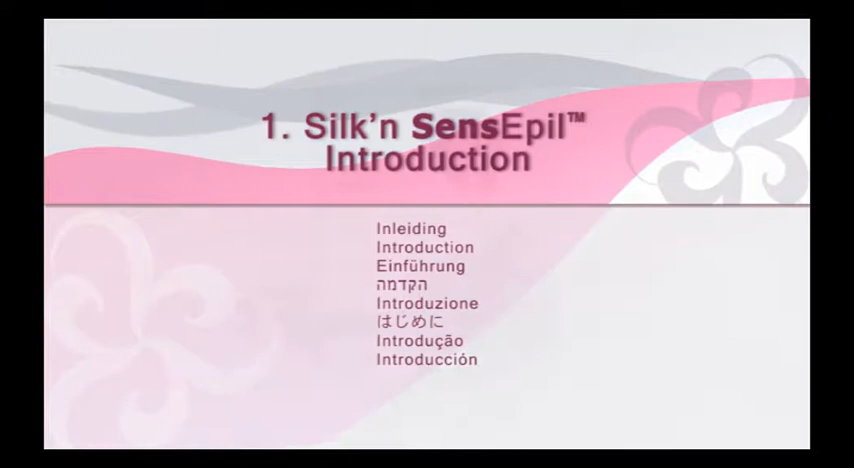 1. Silk’n SensEpil™
Introduction
Inleiding
Introduction
Einführung
הקדמה
Introduzione
はじめに
Introdução
Introducción